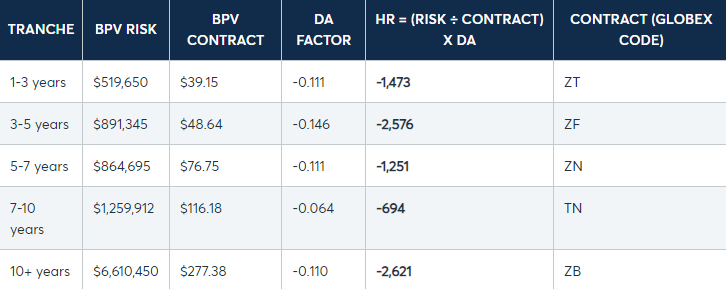 TRANCHE BPV RISK BPV CONTRACT DA FACTOR HR = (RISK ÷ CONTRACT) X DA CONTRACT (GLOBEX CODE)
1-3 years $519,650 $39.15 -0.111 -1,473 ZT
3-5 years $891,345 $48.64 -0.146 -2,576 ZF
5-7 years $864,695 $76.75 -0.111 -1,251 ZN
7-10 years $1,259,912 $116.18 -0.064 -694 TN
10+ years $6,610,450 $277.38 -0.110 -2,621 ZB